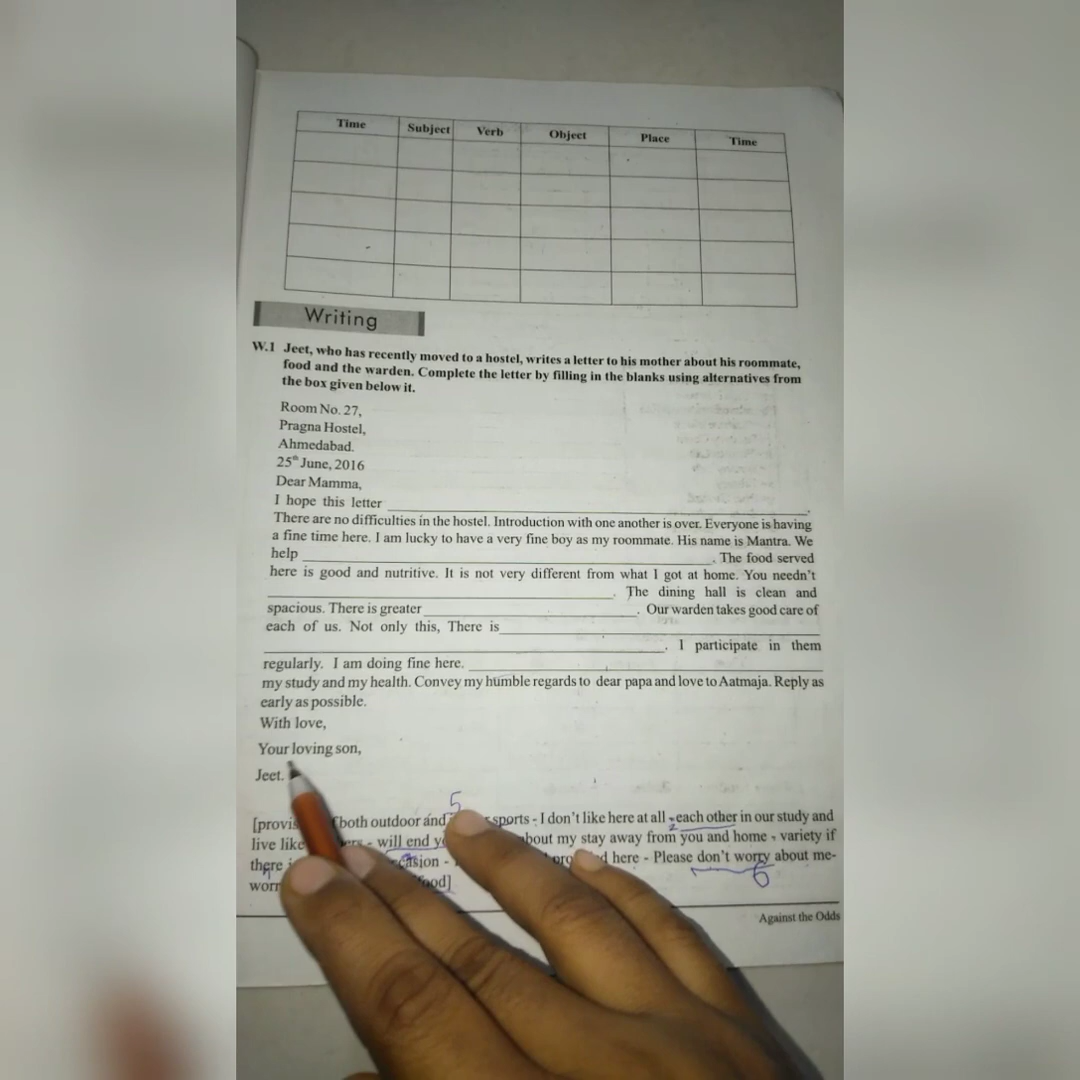 Time Subject Verb Object Place Time
Writing
W.1 Jeet, who has recently moved to a hostel, writes a letter to his mother about his roommate,
food and the warden. Complete the letter by filling in the blanks using alternatives from
the box given below it.
Room No. 27,
Pragna Hostel,
Ahmedabad.
25th June, 2016
Dear Mamma,
I hope this letter
There are no difficulties in the hostel. Introduction with one another is over. Everyone is having
a fine time here. I am lucky to have a very fine boy as my roommate. His name is Mantra. We
help . The food served
here is good and nutritive. It is not very different from what I got at home. You needn't
. The dining hall is clean and
spacious. There is greater . Our warden takes good care of
each of us. Not only this, There is
. I participate in them
regularly. I am doing fine here.
my study and my health. Convey my humble regards to dear papa and love to Aatmaja. Reply as
early as possible.
With love,
Your loving son,
Jeet.
5
both outdoor and sports - I don't like here at all - each other in our study and
live like - will end about my stay away from you and home - variety if
there here - Please don't worry about me-
6
Against the Odds